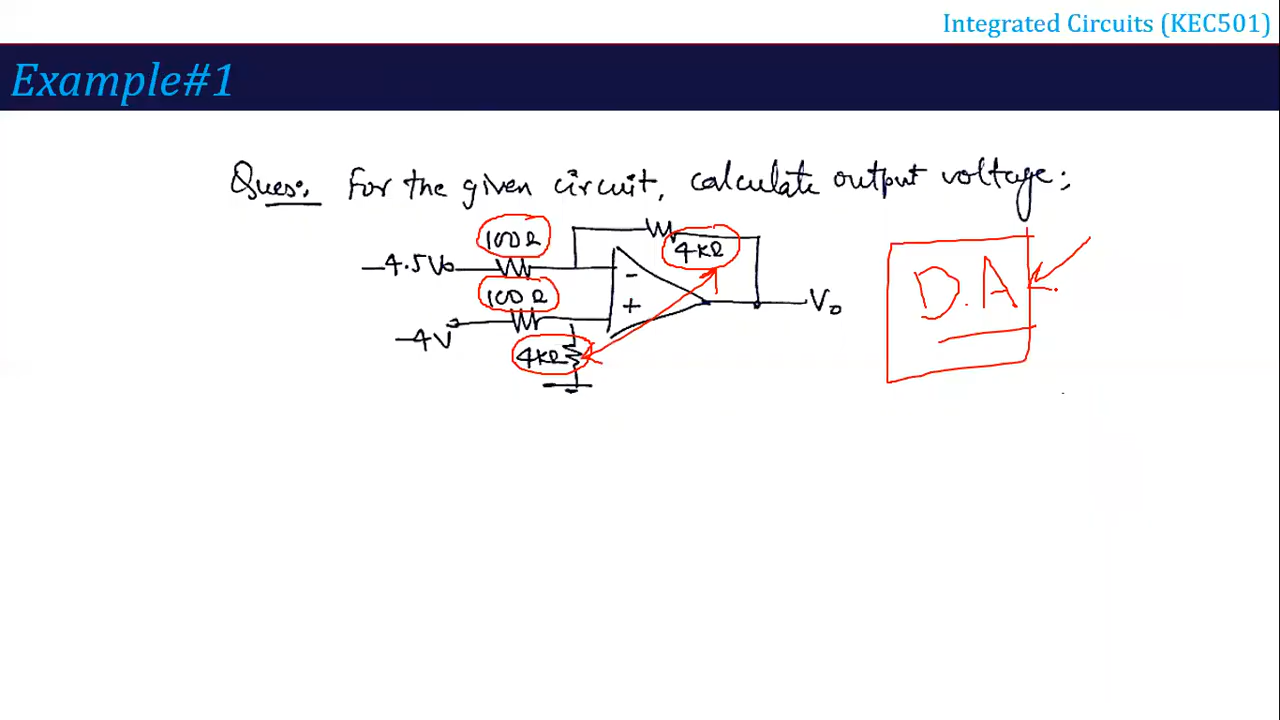 Integrated Circuits (KEC501)
Example#1
Ques:. For the given circuit, calculate output voltage:
100Ω
4KΩ
-4.5V
100Ω
-
+
V₀
-4V
4KΩ
D.A